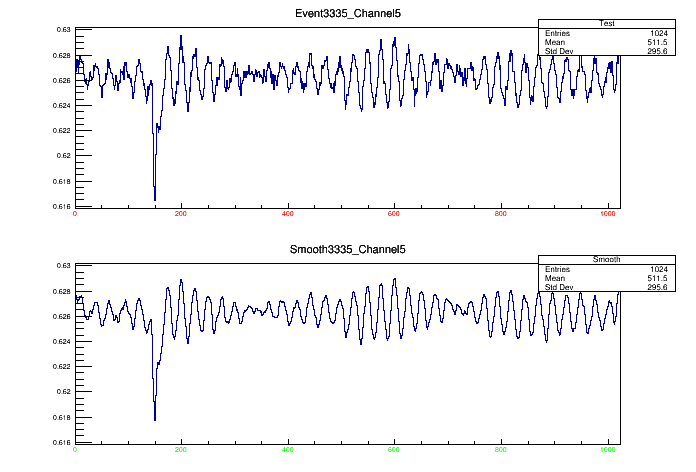 Event3335_Channel5
Test
Entries 1024
Mean 511.5
Std Dev 295.6
0.63
0.628
0.626
0.624
0.622
0.62
0.618
0.616
0 200 400 600 800 1000
Smooth3335_Channel5
Smooth
Entries 1024
Mean 511.5
Std Dev 295.6
0.63
0.628
0.626
0.624
0.622
0.62
0.618
0.616
0 200 400 600 800 1000